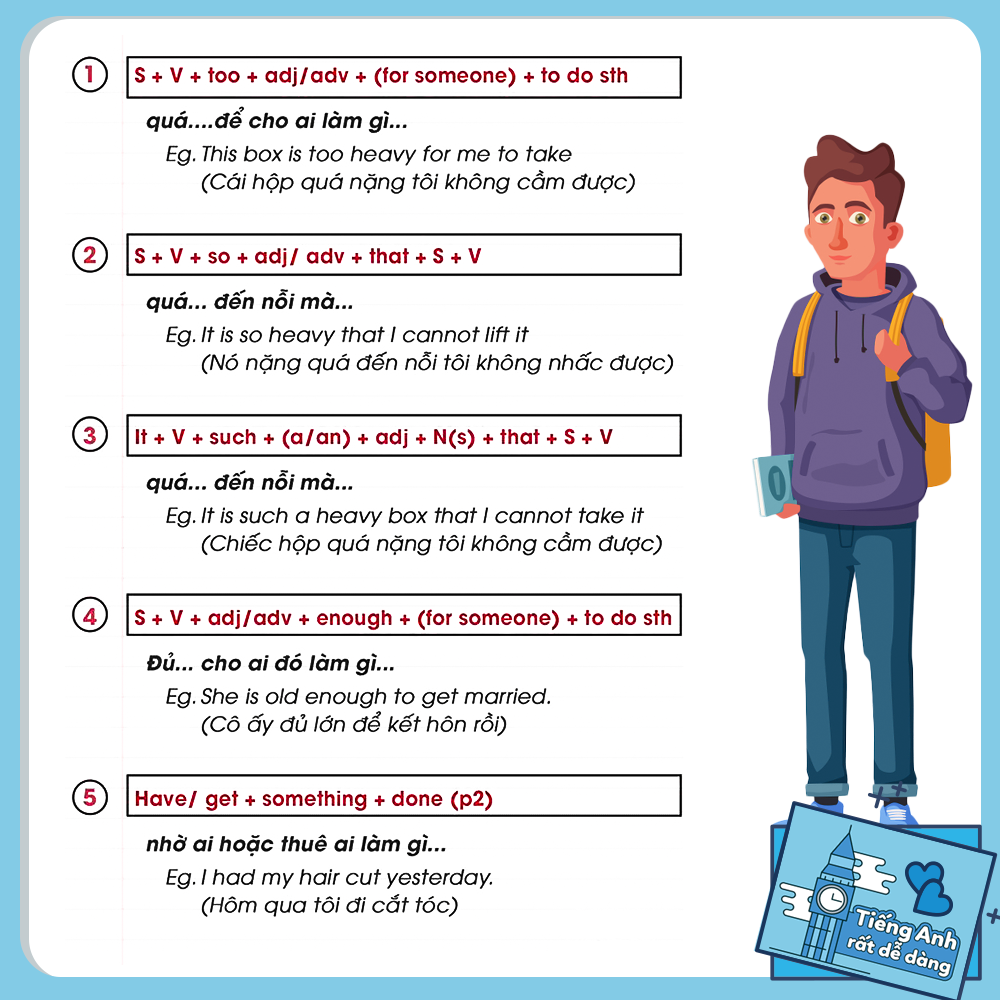 1 S + V + too + adj/adv + (for someone) + to do sth
quá....để cho ai làm gì...
Eg. This box is too heavy for me to take
(Cái hộp quá nặng tôi không cầm được)
2 S + V + so + adj/ adv + that + S + V
quá... đến nỗi mà...
Eg. It is so heavy that I cannot lift it
(Nó nặng quá đến nỗi tôi không nhấc được)
3 It + V + such + (a/an) + adj + N(s) + that + S + V
quá... đến nỗi mà...
Eg. It is such a heavy box that I cannot take it
(Chiếc hộp quá nặng tôi không cầm được)
4 S + V + adj/adv + enough + (for someone) + to do sth
Đủ... cho ai đó làm gì...
Eg. She is old enough to get married.
(Cô ấy đủ lớn để kết hôn rồi)
5 Have/ get + something + done (p2)
nhờ ai hoặc thuê ai làm gì...
Eg. I had my hair cut yesterday.
(Hôm qua tôi đi cắt tóc)
Tiếng Anh
rất dễ dàng